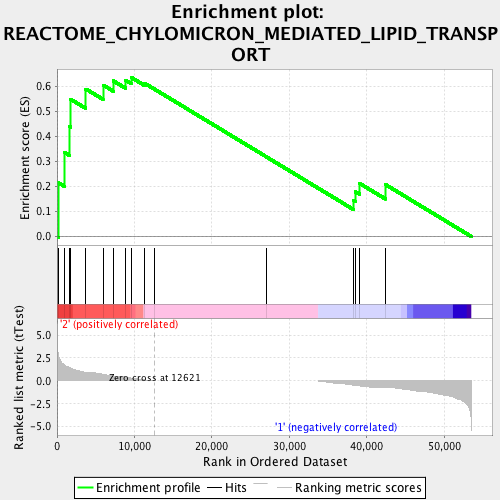 Enrichment plot:
REACTOME_CHYLOMICRON_MEDIATED_LIPID_TRANSP
ORT
Enrichment score (ES)
0.6
0.5
0.4
0.3
0.2
0.1
0.0
'2' (positively correlated)
Ranked list metric (tTest)
5.0
2.5
0.0
-2.5
-5.0
Zero cross at 12621
'1' (negatively correlated)
0 10,000 20,000 30,000 40,000 50,000
Rank in Ordered Dataset
Enrichment profile Hits Ranking metric scores